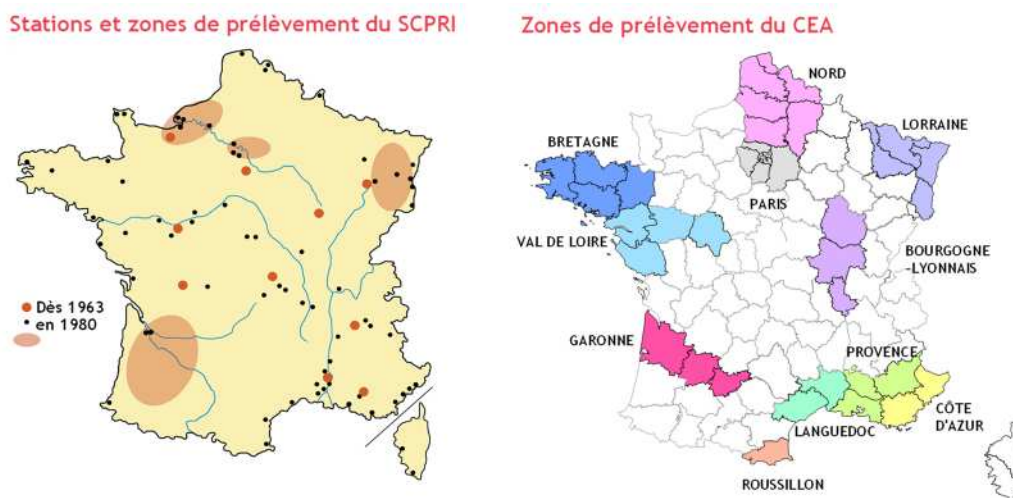 Stations et zones de prélèvement du SCPRI
Dès 1963
en 1980
Zones de prélèvement du CEA
NORD
LORRAINE
BRETAGNE
PARIS
VAL DE LOIRE
BOURGOGNE
-LYONNAIS
GARONNE
PROVENCE
CÔTE
D'AZUR
LANGUEDOC
ROUSSILLON